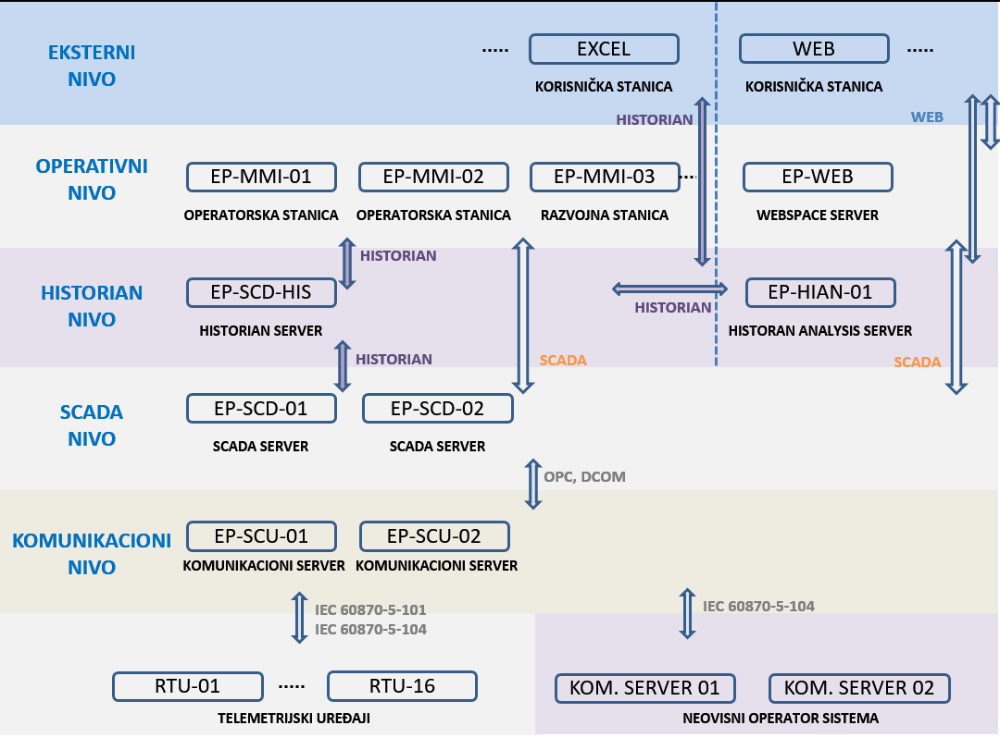 EKSTERNI
NIVO
..... EXCEL
WEB .....
KORISNIČKA STANICA
KORISNIČKA STANICA
HISTORIAN
WEB
OPERATIVNI
NIVO
EP-MMI-01
EP-MMI-02
EP-MMI-03 ....
EP-WEB
OPERATORSKA STANICA
OPERATORSKA STANICA
RAZVOJNA STANICA
WEBSPACE SERVER
HISTORIAN
HISTORIAN
NIVO
EP-SCD-HIS
EP-HIAN-01
HISTORIAN
HISTORIAN SERVER
HISTORAN ANALYSIS SERVER
HISTORIAN
SCADA
SCADA
SCADA
NIVO
EP-SCD-01
EP-SCD-02
SCADA SERVER
SCADA SERVER
OPC, DCOM
KOMUNIKACIONI
NIVO
EP-SCU-01
EP-SCU-02
KOMUNIKACIONI SERVER
KOMUNIKACIONI SERVER
IEC 60870-5-101
IEC 60870-5-104
IEC 60870-5-104
RTU-01 ..... RTU-16
TELEMETRIJSKI UREĐAJI
KOM. SERVER 01
KOM. SERVER 02
NEOVISNI OPERATOR SISTEMA